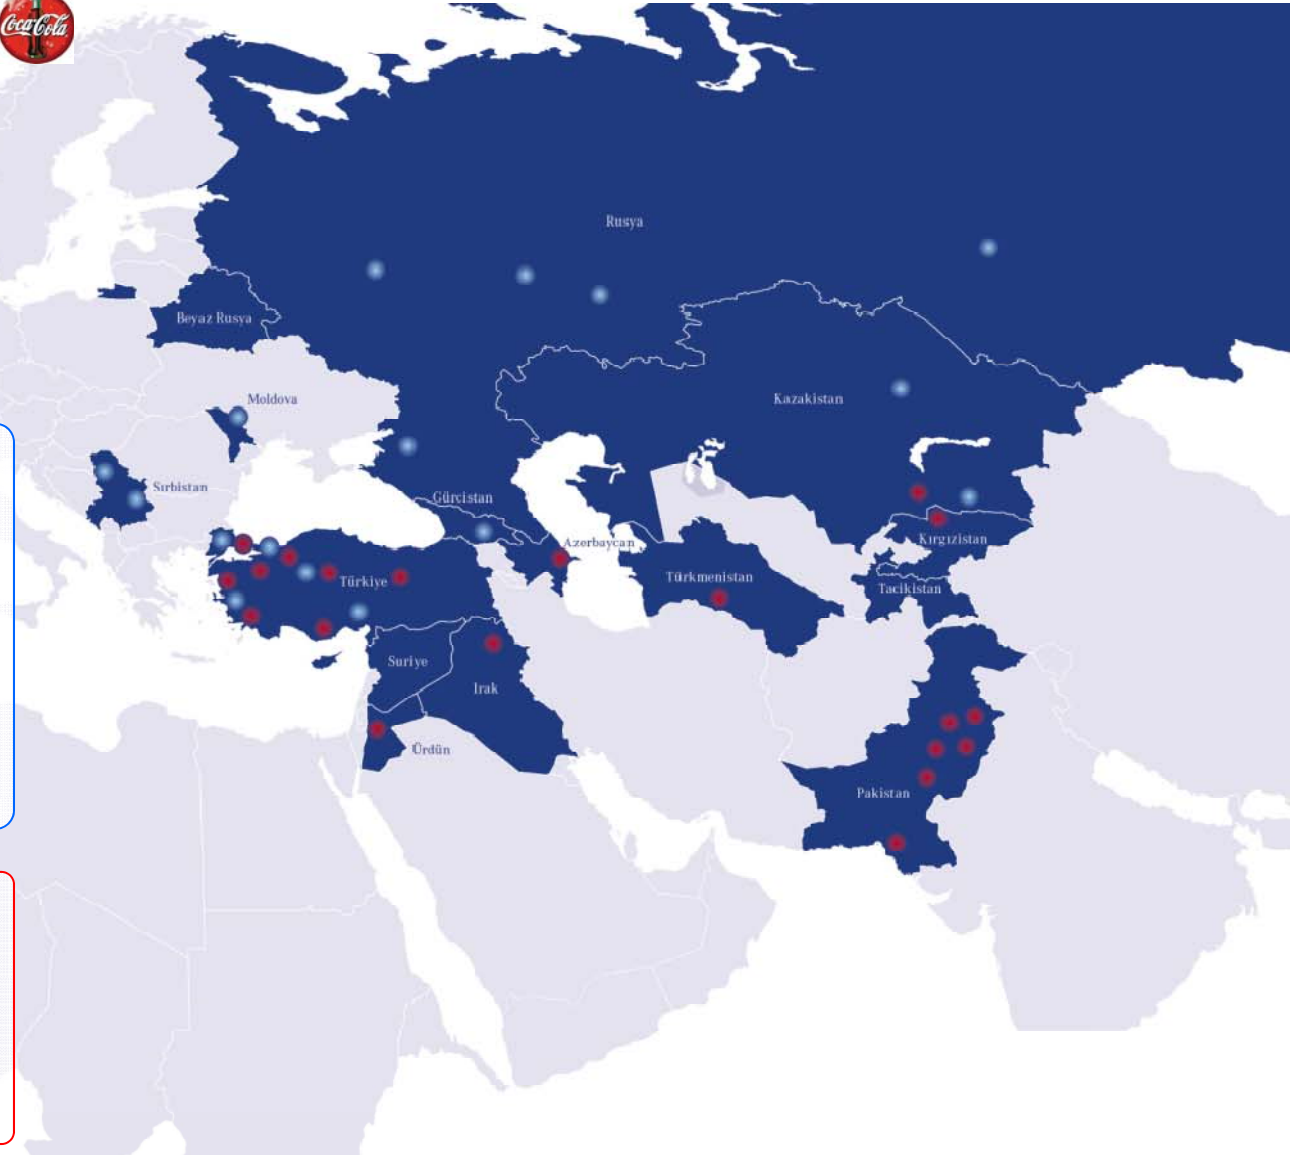 Coca-Cola
Rusya
Beyaz Rusya
Moldova
Kazakistan
Sırbistan
Gürcistan
Azerbaycan
Kırgızistan
Türkiye
Türkmenistan
Tacikistan
Suriye
Irak
Ürdün
Pakistan